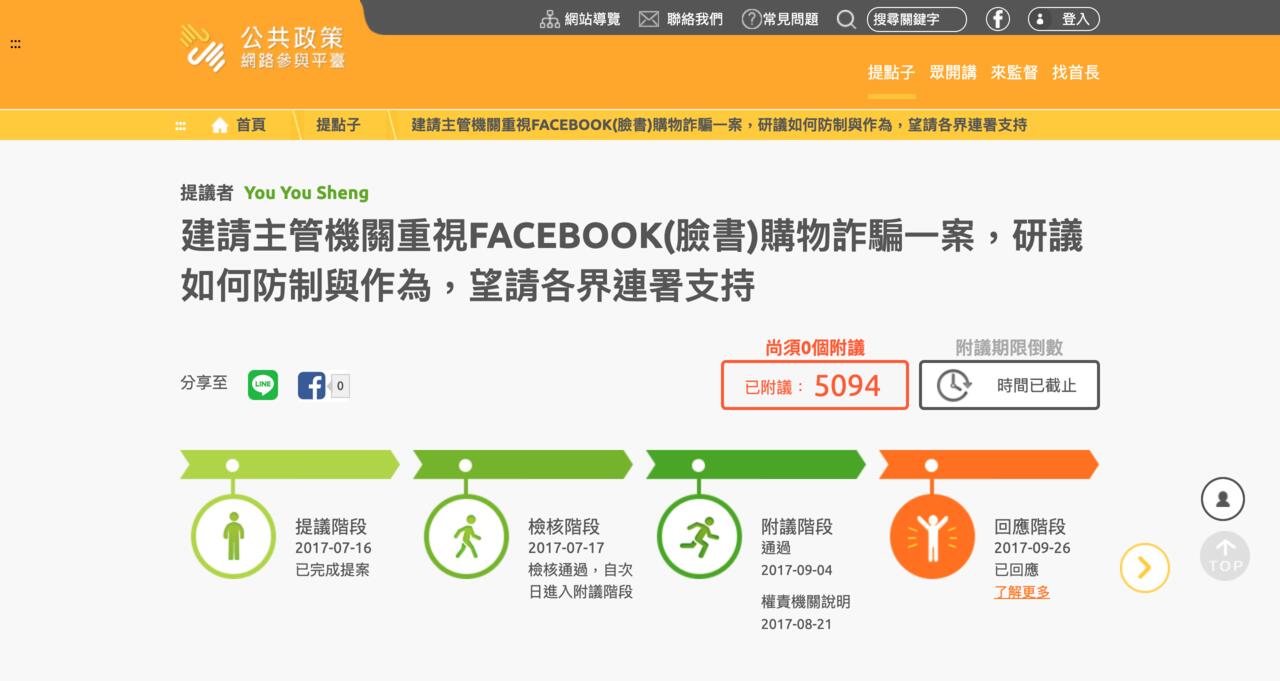 網站導覽 聯絡我們 常見問題 搜尋關鍵字 登入
公共政策
網路參與平臺
提點子 眾開講 來監督 找首長
首頁 提點子 建請主管機關重視FACEBOOK(臉書)購物詐騙一案，研議如何防制與作為，望請各界連署支持
提議者 You You Sheng
建請主管機關重視FACEBOOK(臉書)購物詐騙一案，研議
如何防制與作為，望請各界連署支持
尚須0個附議
附議期限倒數
分享至 LINE 0
已附議： 5094
時間已截止
提議階段
2017-07-16
已完成提案
檢核階段
2017-07-17
檢核通過，自次
日進入附議階段
附議階段
通過
2017-09-04
權責機關說明
2017-08-21
回應階段
2017-09-26
已回應
了解更多
TOP